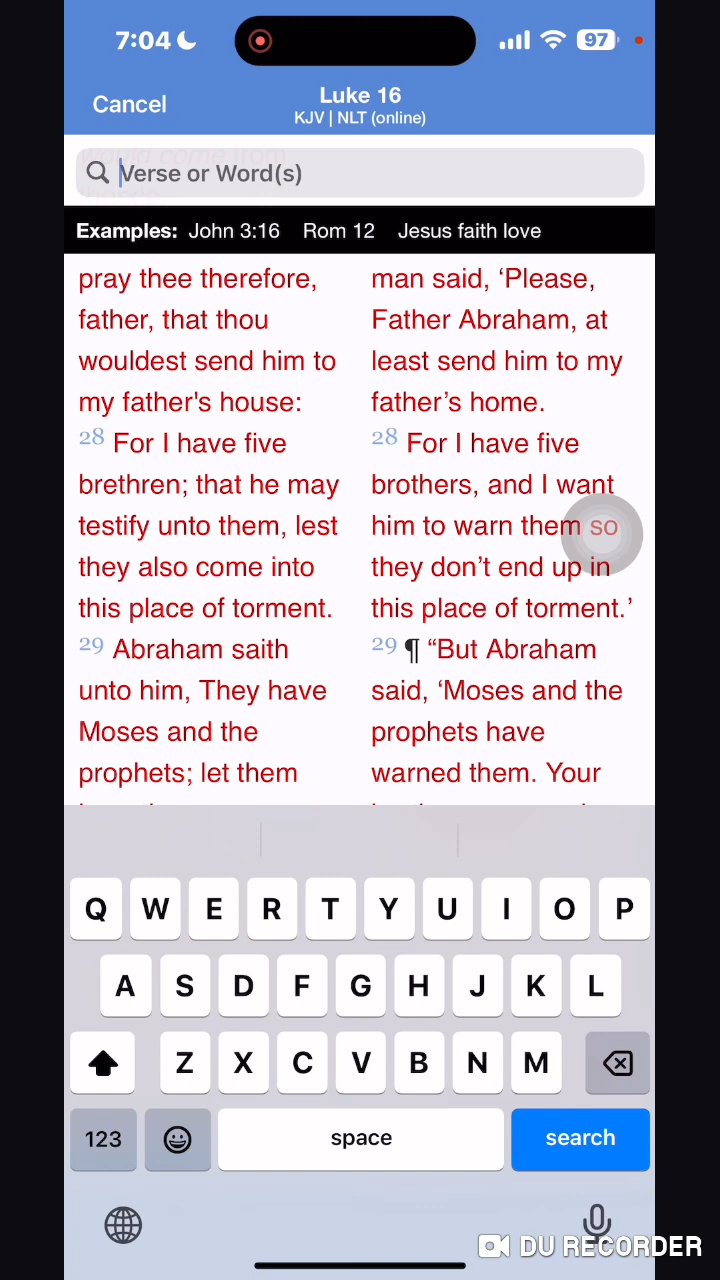 7:04
97
Cancel
Luke 16
KJV | NLT (online)
would come from
Verse or Word(s)
Examples: John 3:16 Rom 12 Jesus faith love
pray thee therefore,
father, that thou
wouldest send him to
my father's house:
28 For I have five
brethren; that he may
testify unto them, lest
they also come into
this place of torment.
29 Abraham saith
unto him, They have
Moses and the
prophets; let them
man said, ‘Please,
Father Abraham, at
least send him to my
father’s home.
28 For I have five
brothers, and I want
him to warn them so
they don’t end up in
this place of torment.’
29 ¶ “But Abraham
said, ‘Moses and the
prophets have
warned them. Your
Q W E R T Y U I O P
A S D F G H J K L
Z X C V B N M
123 space search
DU RECORDER